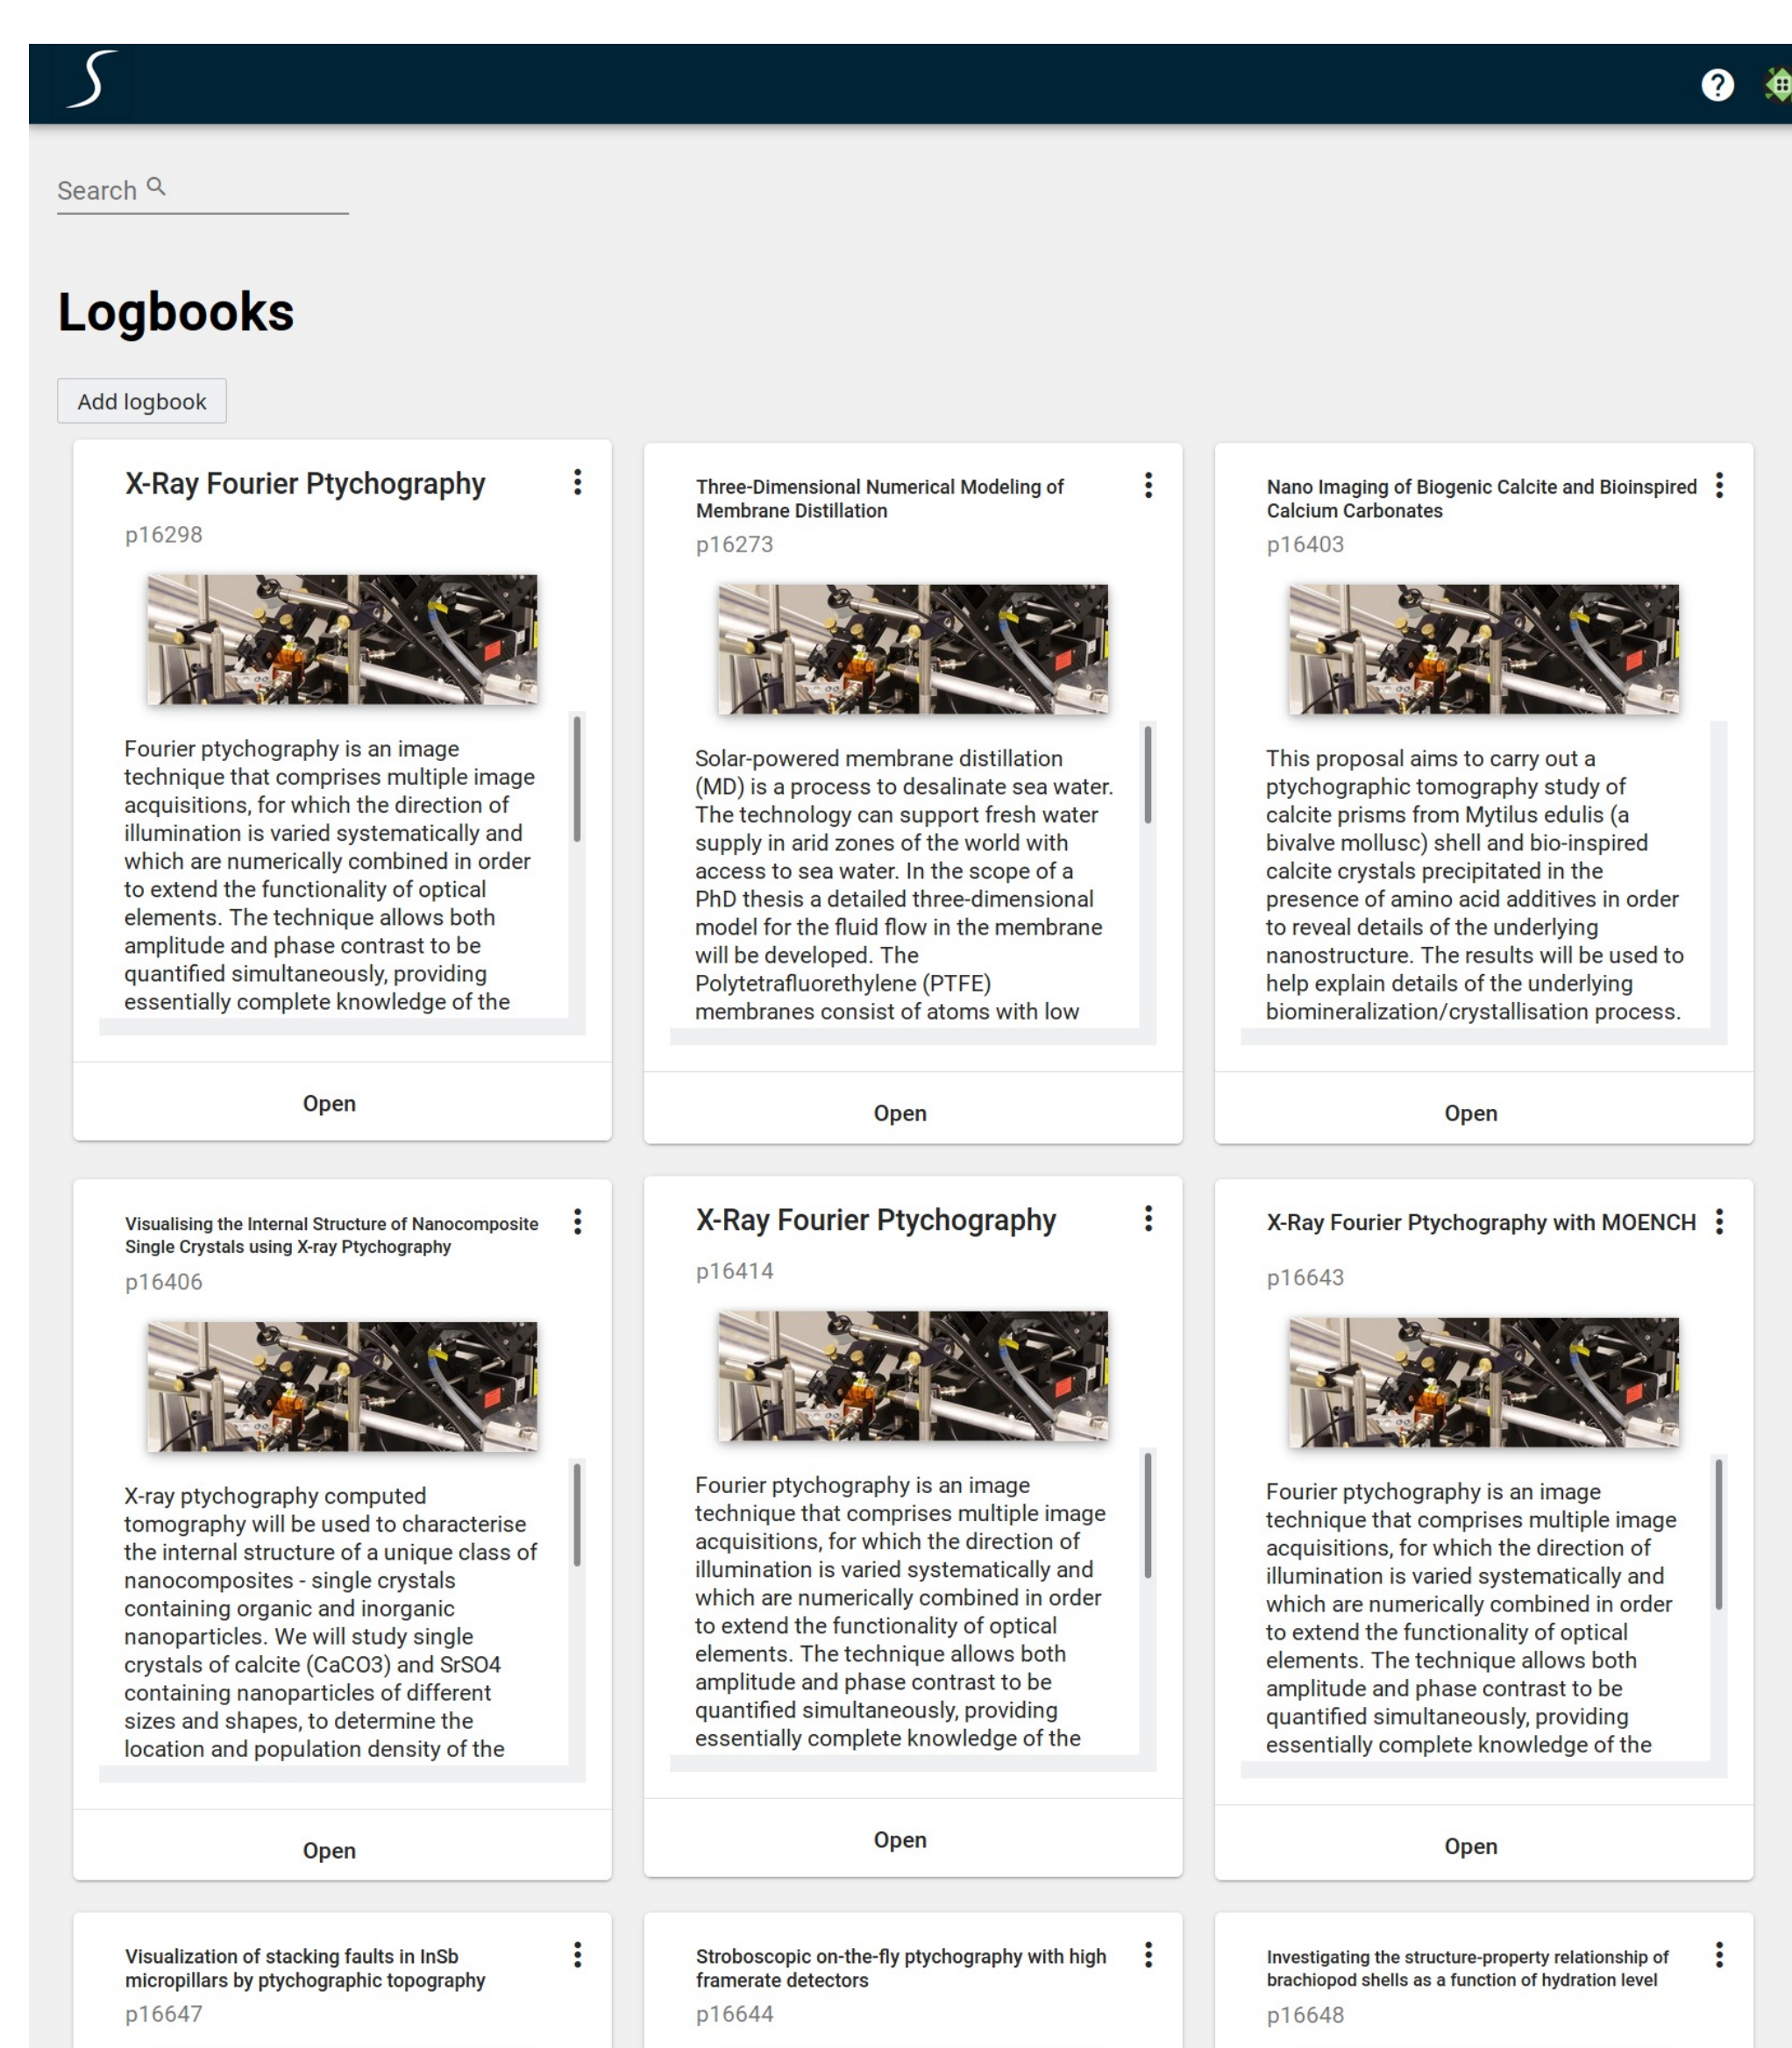 Search
Logbooks
Add logbook
X-Ray Fourier Ptychography
p16298
Fourier ptychography is an image
technique that comprises multiple image
acquisitions, for which the direction of
illumination is varied systematically and
which are numerically combined in order
to extend the functionality of optical
elements. The technique allows both
amplitude and phase contrast to be
quantified simultaneously, providing
essentially complete knowledge of the
Open
Three-Dimensional Numerical Modeling of
Membrane Distillation
p16273
Solar-powered membrane distillation
(MD) is a process to desalinate sea water.
The technology can support fresh water
supply in arid zones of the world with
access to sea water. In the scope of a
PhD thesis a detailed three-dimensional
model for the fluid flow in the membrane
will be developed. The
Polytetrafluorethylene (PTFE)
membranes consist of atoms with low
Open
Nano Imaging of Biogenic Calcite and Bioinspired
Calcium Carbonates
p16403
This proposal aims to carry out a
ptychographic tomography study of
calcite prisms from Mytilus edulis (a
bivalve mollusc) shell and bio-inspired
calcite crystals precipitated in the
presence of amino acid additives in order
to reveal details of the underlying
nanostructure. The results will be used to
help explain details of the underlying
biomineralization/crystallisation process.
Open
Visualising the Internal Structure of Nanocomposite
Single Crystals using X-ray Ptychography
p16406
X-ray ptychography computed
tomography will be used to characterise
the internal structure of a unique class of
nanocomposites - single crystals
containing organic and inorganic
nanoparticles. We will study single
crystals of calcite (CaCO3) and SrSO4
containing nanoparticles of different
sizes and shapes, to determine the
location and population density of the
Open
X-Ray Fourier Ptychography
p16414
Fourier ptychography is an image
technique that comprises multiple image
acquisitions, for which the direction of
illumination is varied systematically and
which are numerically combined in order
to extend the functionality of optical
elements. The technique allows both
amplitude and phase contrast to be
quantified simultaneously, providing
essentially complete knowledge of the
Open
X-Ray Fourier Ptychography with MOENCH
p16643
Fourier ptychography is an image
technique that comprises multiple image
acquisitions, for which the direction of
illumination is varied systematically and
which are numerically combined in order
to extend the functionality of optical
elements. The technique allows both
amplitude and phase contrast to be
quantified simultaneously, providing
essentially complete knowledge of the
Open
Visualization of stacking faults in InSb
micropillars by ptychographic topography
p16647
Stroboscopic on-the-fly ptychography with high
framerate detectors
p16644
Investigating the structure-property relationship of
brachiopod shells as a function of hydration level
p16648